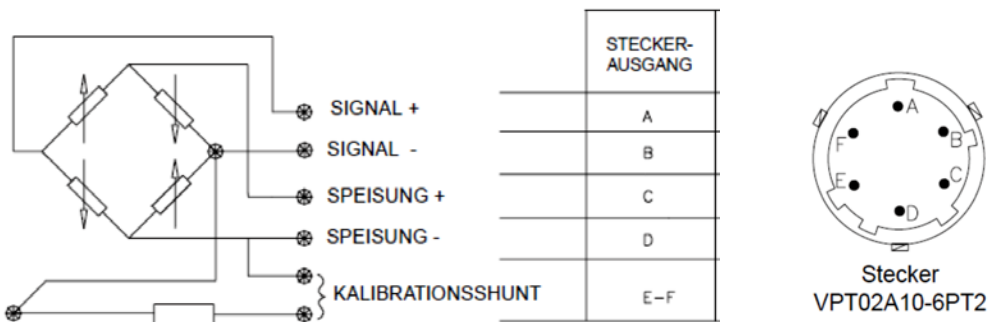 SIGNAL +
SIGNAL -
SPEISUNG +
SPEISUNG -
KALIBRATIONSSHUNT
STECKER-
AUSGANG
A
B
C
D
E-F
A
B
C
D
E
F
Stecker
VPT02A10-6PT2